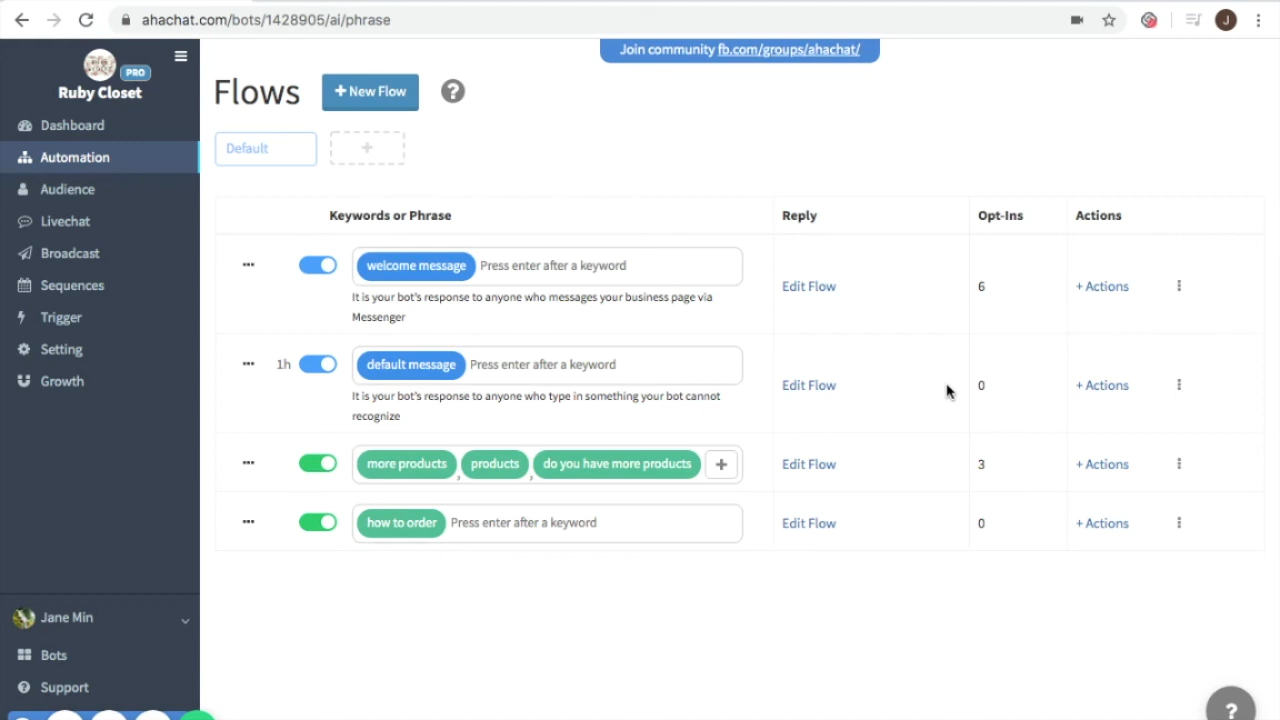 ahachat.com/bots/1428905/ai/phrase
J
Join community fb.com/groups/ahachat/
PRO
Ruby Closet
Dashboard
Automation
Audience
Livechat
Broadcast
Sequences
Trigger
Setting
Growth
Jane Min
Bots
Support
Flows + New Flow ?
Default +
Keywords or Phrase Reply Opt-Ins Actions
welcome message Press enter after a keyword Edit Flow 6 + Actions
It is your bot's response to anyone who messages your business page via
Messenger
1h default message Press enter after a keyword Edit Flow 0 + Actions
It is your bot's response to anyone who type in something your bot cannot
recognize
more products , products , do you have more products + Edit Flow 3 + Actions
how to order Press enter after a keyword Edit Flow 0 + Actions
?